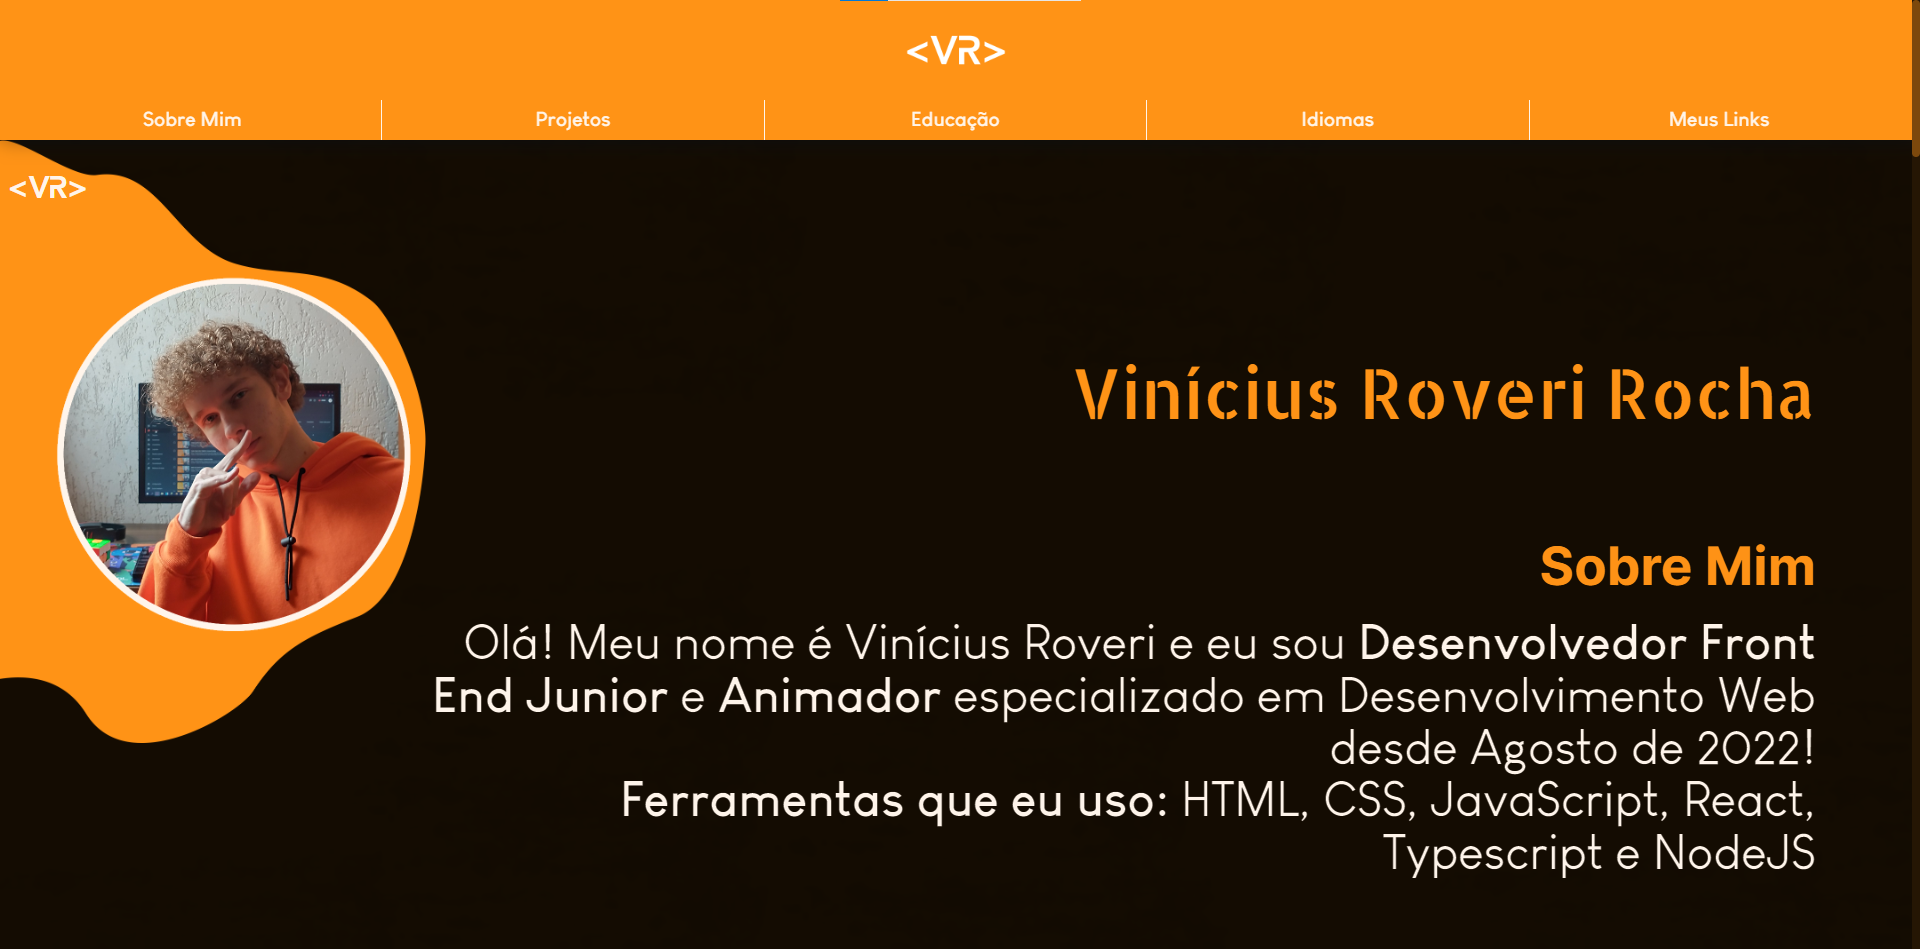 <VR>
Sobre Mim
Projetos
Educação
Idiomas
Meus Links
<VR>
Vinícius Roveri Rocha
Sobre Mim
Olá! Meu nome é Vinícius Roveri e eu sou Desenvolvedor Front
End Junior e Animador especializado em Desenvolvimento Web
desde Agosto de 2022!
Ferramentas que eu uso: HTML, CSS, JavaScript, React,
Typescript e NodeJS